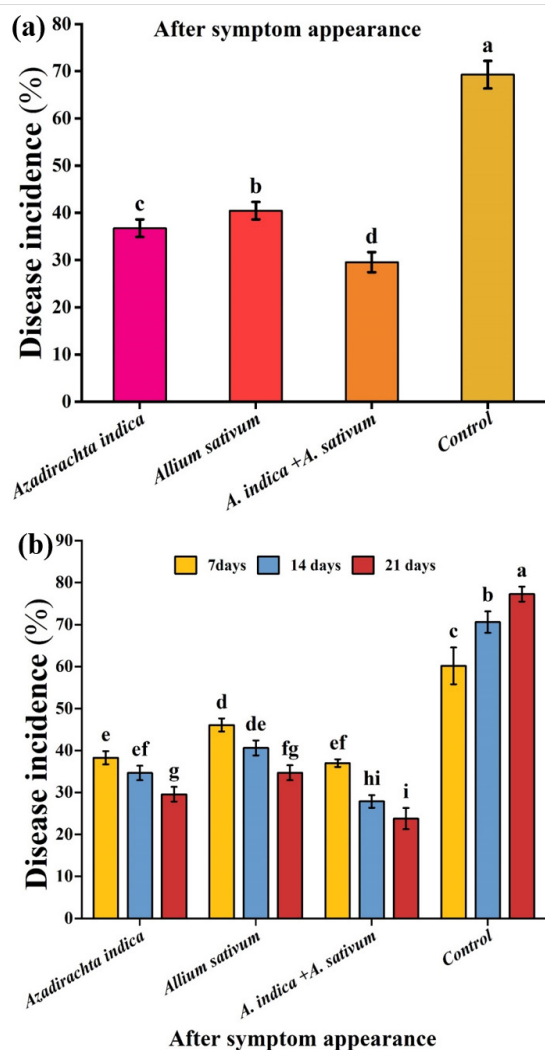 (a)
After symptom appearance
Disease incidence (%)
80
70
60
50
40
30
20
10
0
c
b
d
a
Azadirachta indica
Allium sativum
A. indica +A. sativum
Control
(b)
Disease incidence (%)
90
80
70
60
50
40
30
20
10
0
7days 14 days 21 days
e ef g
d de fg
ef hi i
c b a
Azadirachta indica
Allium sativum
A. indica +A. sativum
Control
After symptom appearance